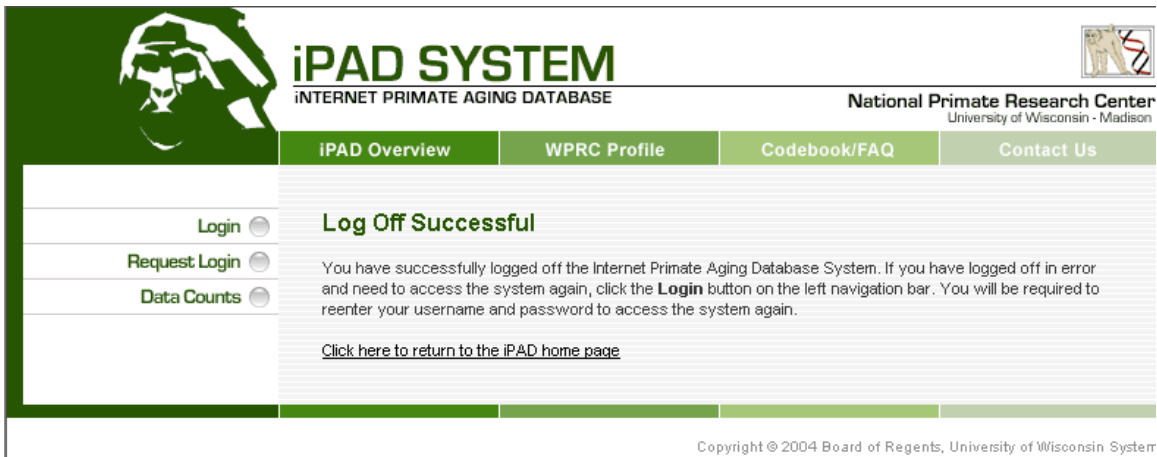 iPAD SYSTEM
iNTERNET PRIMATE AGING DATABASE
National Primate Research Center
University of Wisconsin - Madison
iPAD Overview WPRC Profile Codebook/FAQ Contact Us
Login
Request Login
Data Counts
Log Off Successful
You have successfully logged off the Internet Primate Aging Database System. If you have logged off in error
and need to access the system again, click the Login button on the left navigation bar. You will be required to
reenter your username and password to access the system again.
Click here to return to the iPAD home page
Copyright © 2004 Board of Regents, University of Wisconsin System